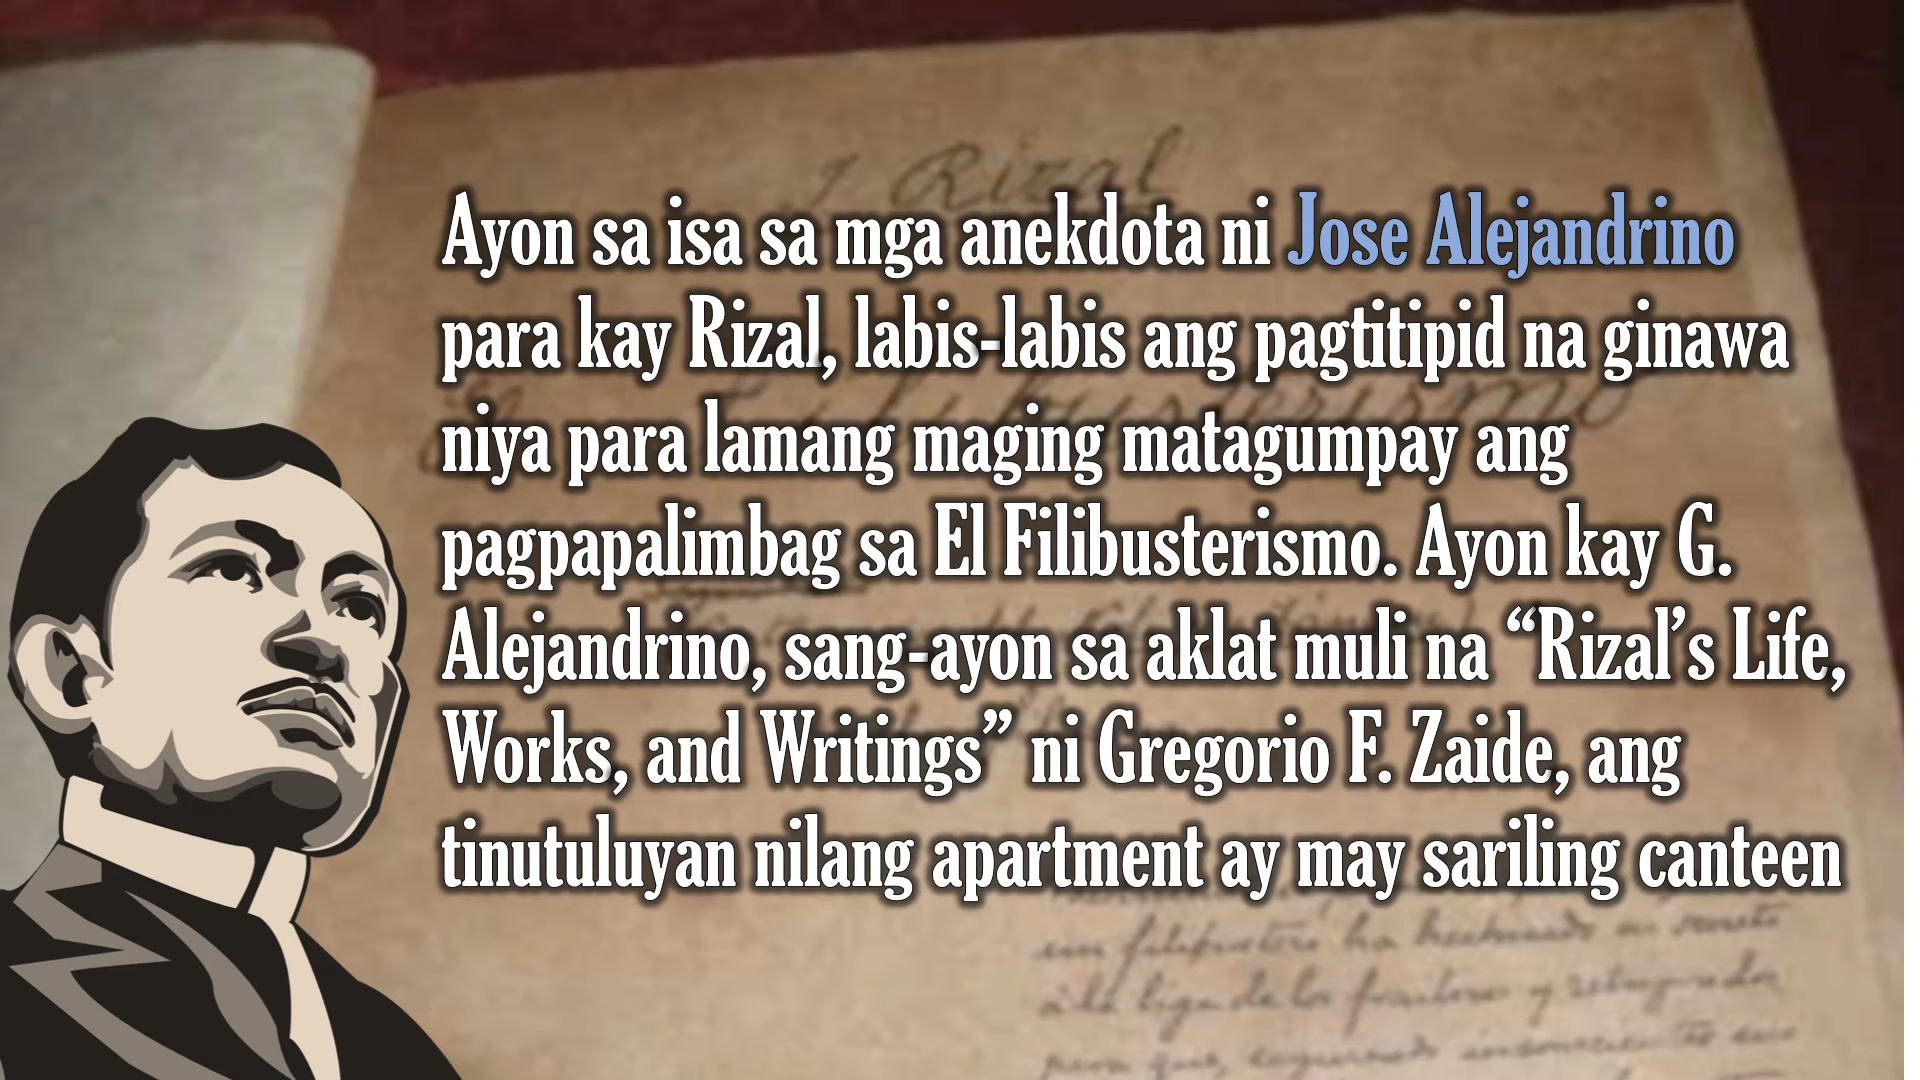 J Rizal
Ayon sa isa sa mga anekdota ni Jose Alejandrino
para kay Rizal, labis-labis ang pagtitipid na ginawa
niya para lamang maging matagumpay ang
pagpapalimbag sa El Filibusterismo. Ayon kay G.
Alejandrino, sang-ayon sa aklat muli na “Rizal’s Life,
Works, and Writings” ni Gregorio F. Zaide, ang
tinutuluyan nilang apartment ay may sariling canteen